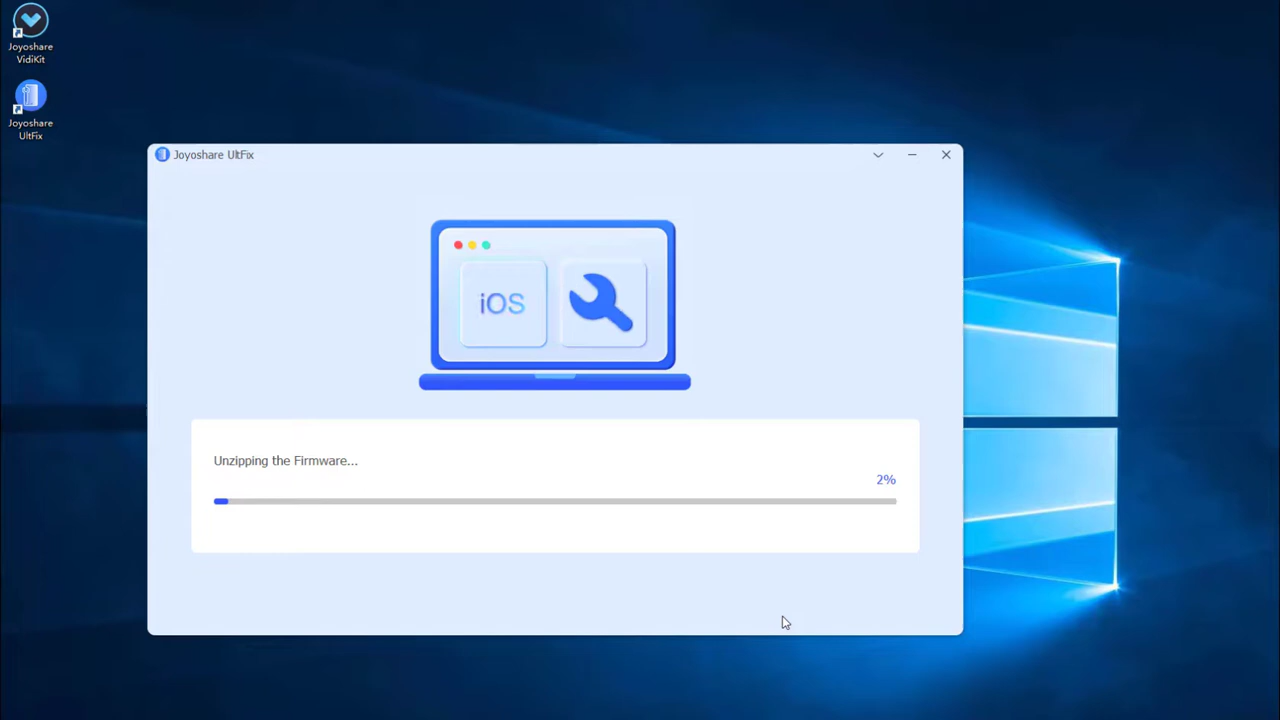 Joyoshare
VidiKit
Joyoshare
UltFix
Joyoshare UltFix
iOS
Unzipping the Firmware...
2%